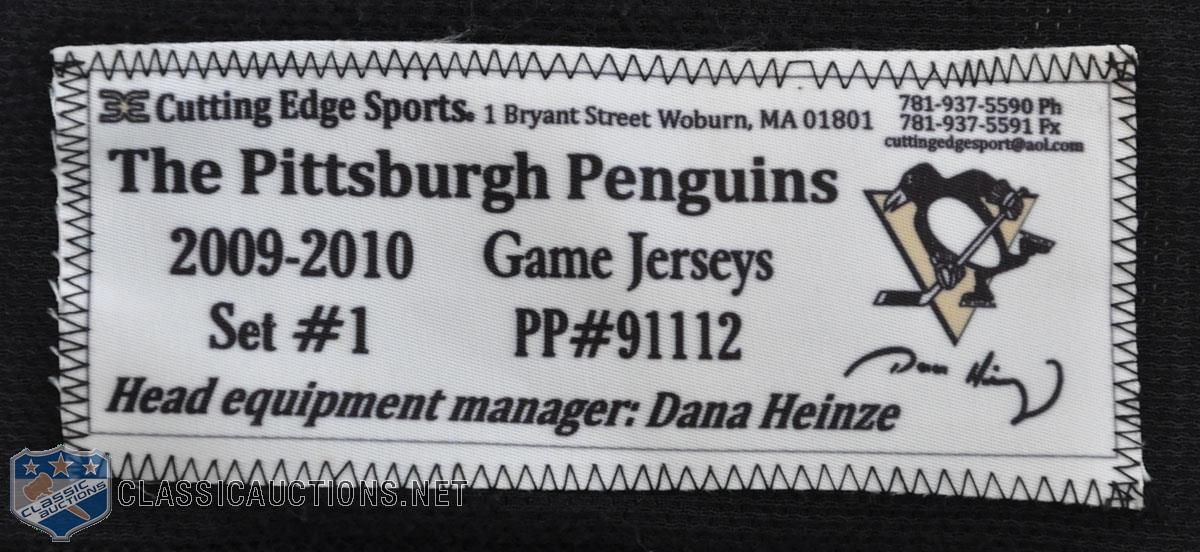 Cutting Edge Sports. 1 Bryant Street Woburn, MA 01801
781-937-5590 Ph
781-937-5591 Fx
cuttingedgesport@aol.com
The Pittsburgh Penguins
2009-2010 Game Jerseys
Set #1 PP#91112
Head equipment manager: Dana Heinze
CLASSIC AUCTIONS
CLASSICAUCTIONS.NET